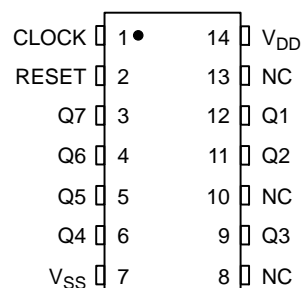 CLOCK 1 14 VDD
RESET 2 13 NC
Q7 3 12 Q1
Q6 4 11 Q2
Q5 5 10 NC
Q4 6 9 Q3
VSS 7 8 NC